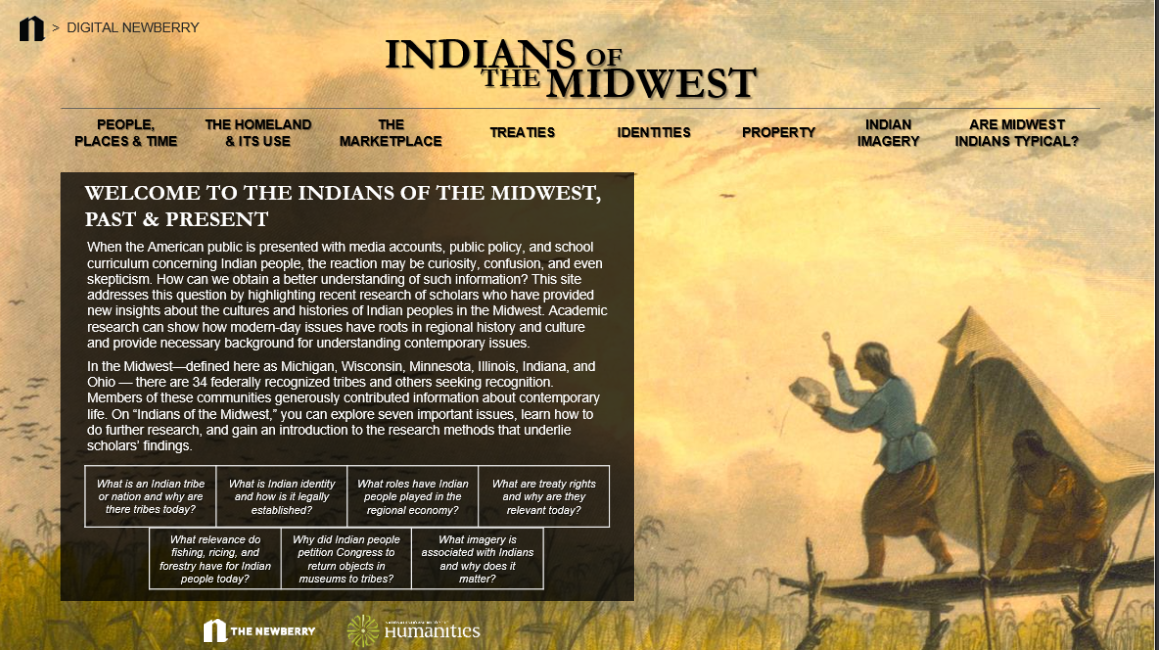 > DIGITAL NEWBERRY
INDIANS OF
THE MIDWEST
PEOPLE,
PLACES & TIME
THE HOMELAND
& ITS USE
THE
MARKETPLACE
TREATIES
IDENTITIES
PROPERTY
INDIAN
IMAGERY
ARE MIDWEST
INDIANS TYPICAL?
WELCOME TO THE INDIANS OF THE MIDWEST,
PAST & PRESENT
When the American public is presented with media accounts, public policy, and school
curriculum concerning Indian people, the reaction may be curiosity, confusion, and even
skepticism. How can we obtain a better understanding of such information? This site
addresses this question by highlighting recent research of scholars who have provided
new insights about the cultures and histories of Indian peoples in the Midwest. Academic
research can show how modern-day issues have roots in regional history and culture
and provide necessary background for understanding contemporary issues.
In the Midwest—defined here as Michigan, Wisconsin, Minnesota, Illinois, Indiana, and
Ohio — there are 34 federally recognized tribes and others seeking recognition.
Members of these communities generously contributed information about contemporary
life. On “Indians of the Midwest,” you can explore seven important issues, learn how to
do further research, and gain an introduction to the research methods that underlie
scholars’ findings.
What is an Indian tribe
or nation and why are
there tribes today?
What is Indian identity
and how is it legally
established?
What roles have Indian
people played in the
regional economy?
What are treaty rights
and why are they
relevant today?
What relevance do
fishing, ricing, and
forestry have for Indian
people today?
Why did Indian people
petition Congress to
return objects in
museums to tribes?
What imagery is
associated with Indians
and why does it
matter?
THE NEWBERRY
Humanities